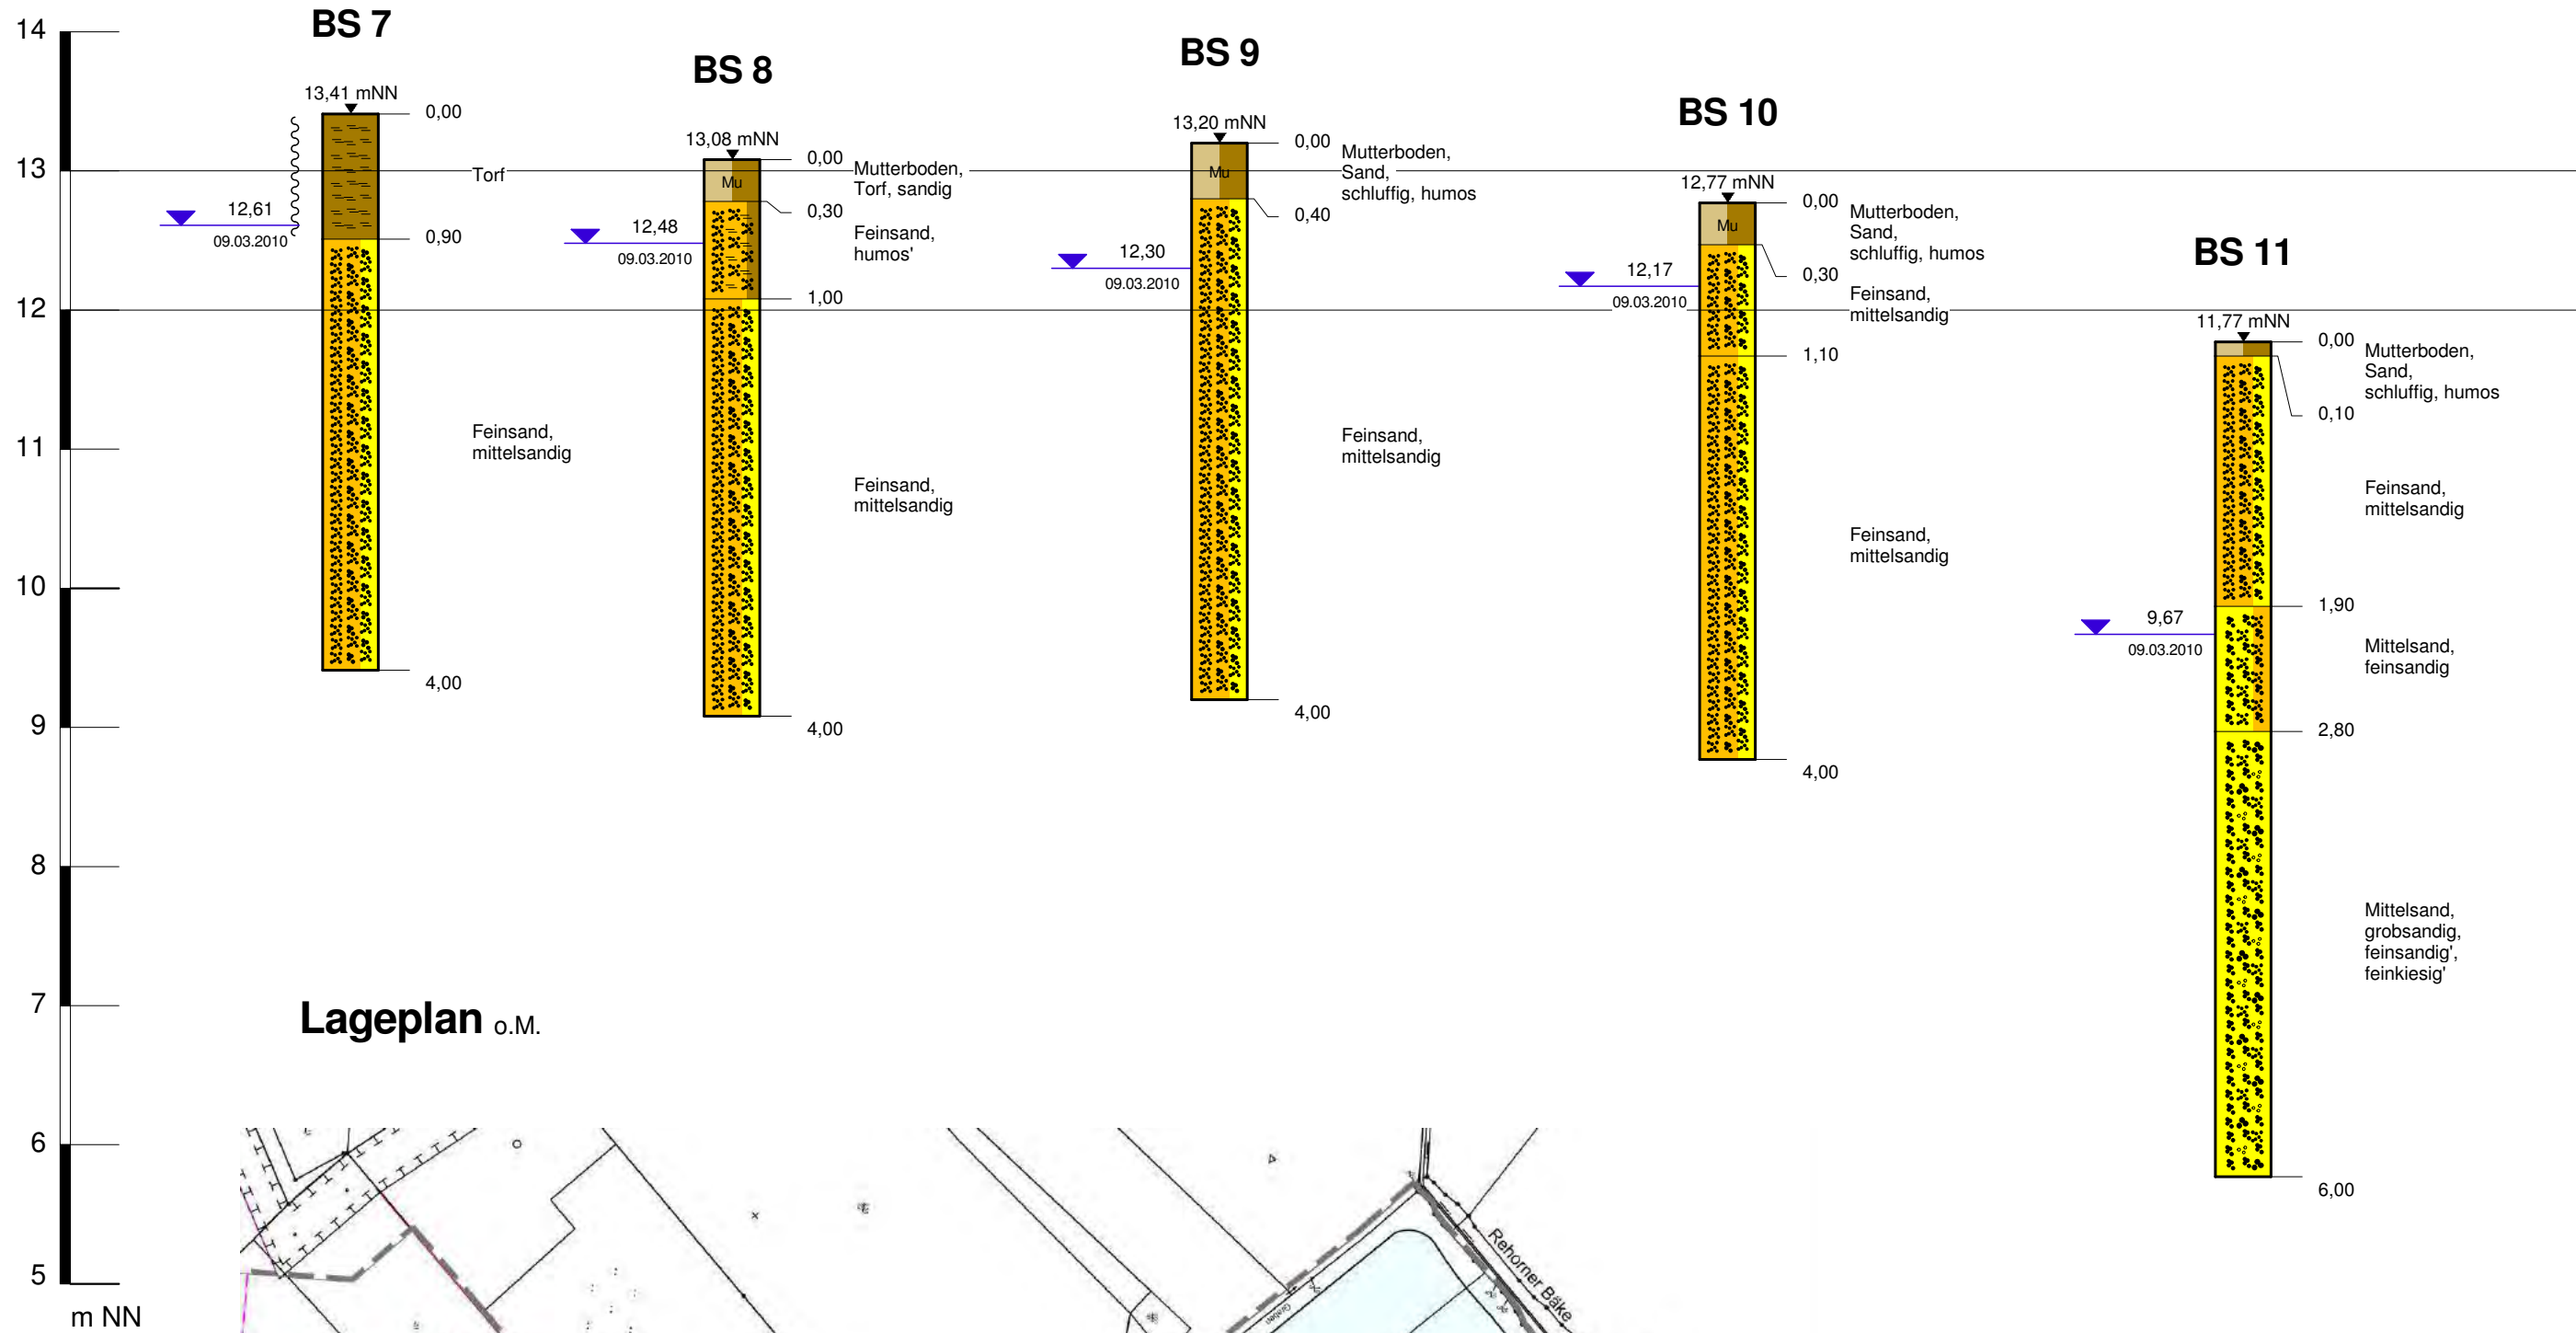 BS 7
BS 8
BS 9
BS 10
BS 11
14
13
12
11
10
9
8
7
6
5
m NN
13,41 mNN
0,00
Torf
12,61
09.03.2010
0,90
Feinsand,
mittelsandig
4,00
13,08 mNN
0,00
Mu
Mutterboden,
Torf, sandig
0,30
12,48
09.03.2010
Feinsand,
humos'
1,00
Feinsand,
mittelsandig
4,00
13,20 mNN
0,00
Mu
Mutterboden,
Sand,
schluffig, humos
0,40
12,30
09.03.2010
Feinsand,
mittelsandig
4,00
12,77 mNN
0,00
Mu
Mutterboden,
Sand,
schluffig, humos
0,30
12,17
09.03.2010
Feinsand,
mittelsandig
1,10
Feinsand,
mittelsandig
4,00
11,77 mNN
0,00
Mutterboden,
Sand,
schluffig, humos
0,10
Feinsand,
mittelsandig
1,90
9,67
09.03.2010
Mittelsand,
feinsandig
2,80
Mittelsand,
grobsandig,
feinsandig',
feinkiesig'
6,00
Lageplan o.M.
Rehorner Bäke
Graben